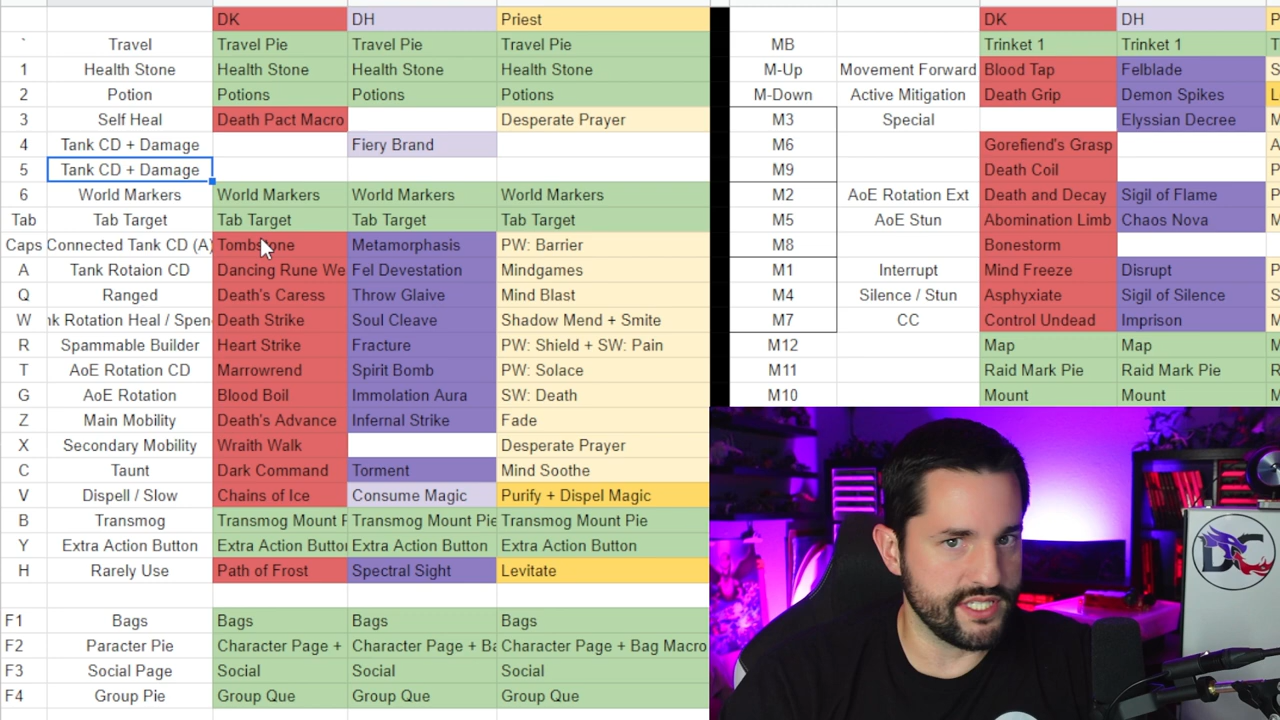 DK DH Priest
` Travel Travel Pie Travel Pie Travel Pie
1 Health Stone Health Stone Health Stone Health Stone
2 Potion Potions Potions Potions
3 Self Heal Death Pact Macro Desperate Prayer
4 Tank CD + Damage Fiery Brand
5 Tank CD + Damage
6 World Markers World Markers World Markers World Markers
Tab Tab Target Tab Target Tab Target Tab Target
Caps Connected Tank CD (A) Tombstone Metamorphasis PW: Barrier
A Tank Rotaion CD Dancing Rune We Fel Devestation Mindgames
Q Ranged Death's Caress Throw Glaive Mind Blast
W nk Rotation Heal / Spen Death Strike Soul Cleave Shadow Mend + Smite
R Spammable Builder Heart Strike Fracture PW: Shield + SW: Pain
T AoE Rotation CD Marrowrend Spirit Bomb PW: Solace
G AoE Rotation Blood Boil Immolation Aura SW: Death
Z Main Mobility Death's Advance Infernal Strike Fade
X Secondary Mobility Wraith Walk Desperate Prayer
C Taunt Dark Command Torment Mind Soothe
V Dispell / Slow Chains of Ice Consume Magic Purify + Dispel Magic
B Transmog Transmog Mount F Transmog Mount Pie Transmog Mount Pie
Y Extra Action Button Extra Action Button Extra Action Button Extra Action Button
H Rarely Use Path of Frost Spectral Sight Levitate
F1 Bags Bags Bags Bags
F2 Paracter Pie Character Page + Character Page + Ba Character Page + Bag Macro
F3 Social Page Social Social Social
F4 Group Pie Group Que Group Que Group Que
DK DH P
MB Trinket 1 Trinket 1 T
M-Up Movement Forward Blood Tap Felblade S
M-Down Active Mitigation Death Grip Demon Spikes L
M3 Special Elyssian Decree M
M6 Gorefiend's Grasp A
M9 Death Coil P
M2 AoE Rotation Ext Death and Decay Sigil of Flame P
M5 AoE Stun Abomination Limb Chaos Nova P
M8 Bonestorm
M1 Interrupt Mind Freeze Disrupt P
M4 Silence / Stun Asphyxiate Sigil of Silence S
M7 CC Control Undead Imprison M
M12 Map Map M
M11 Raid Mark Pie Raid Mark Pie R
M10 Mount Mount M
DC